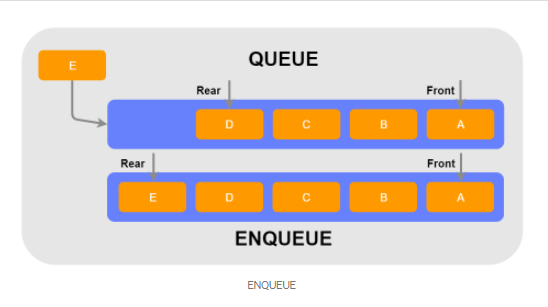 E
QUEUE
Rear Front
D C B A
Rear Front
E D C B A
ENQUEUE
ENQUEUE